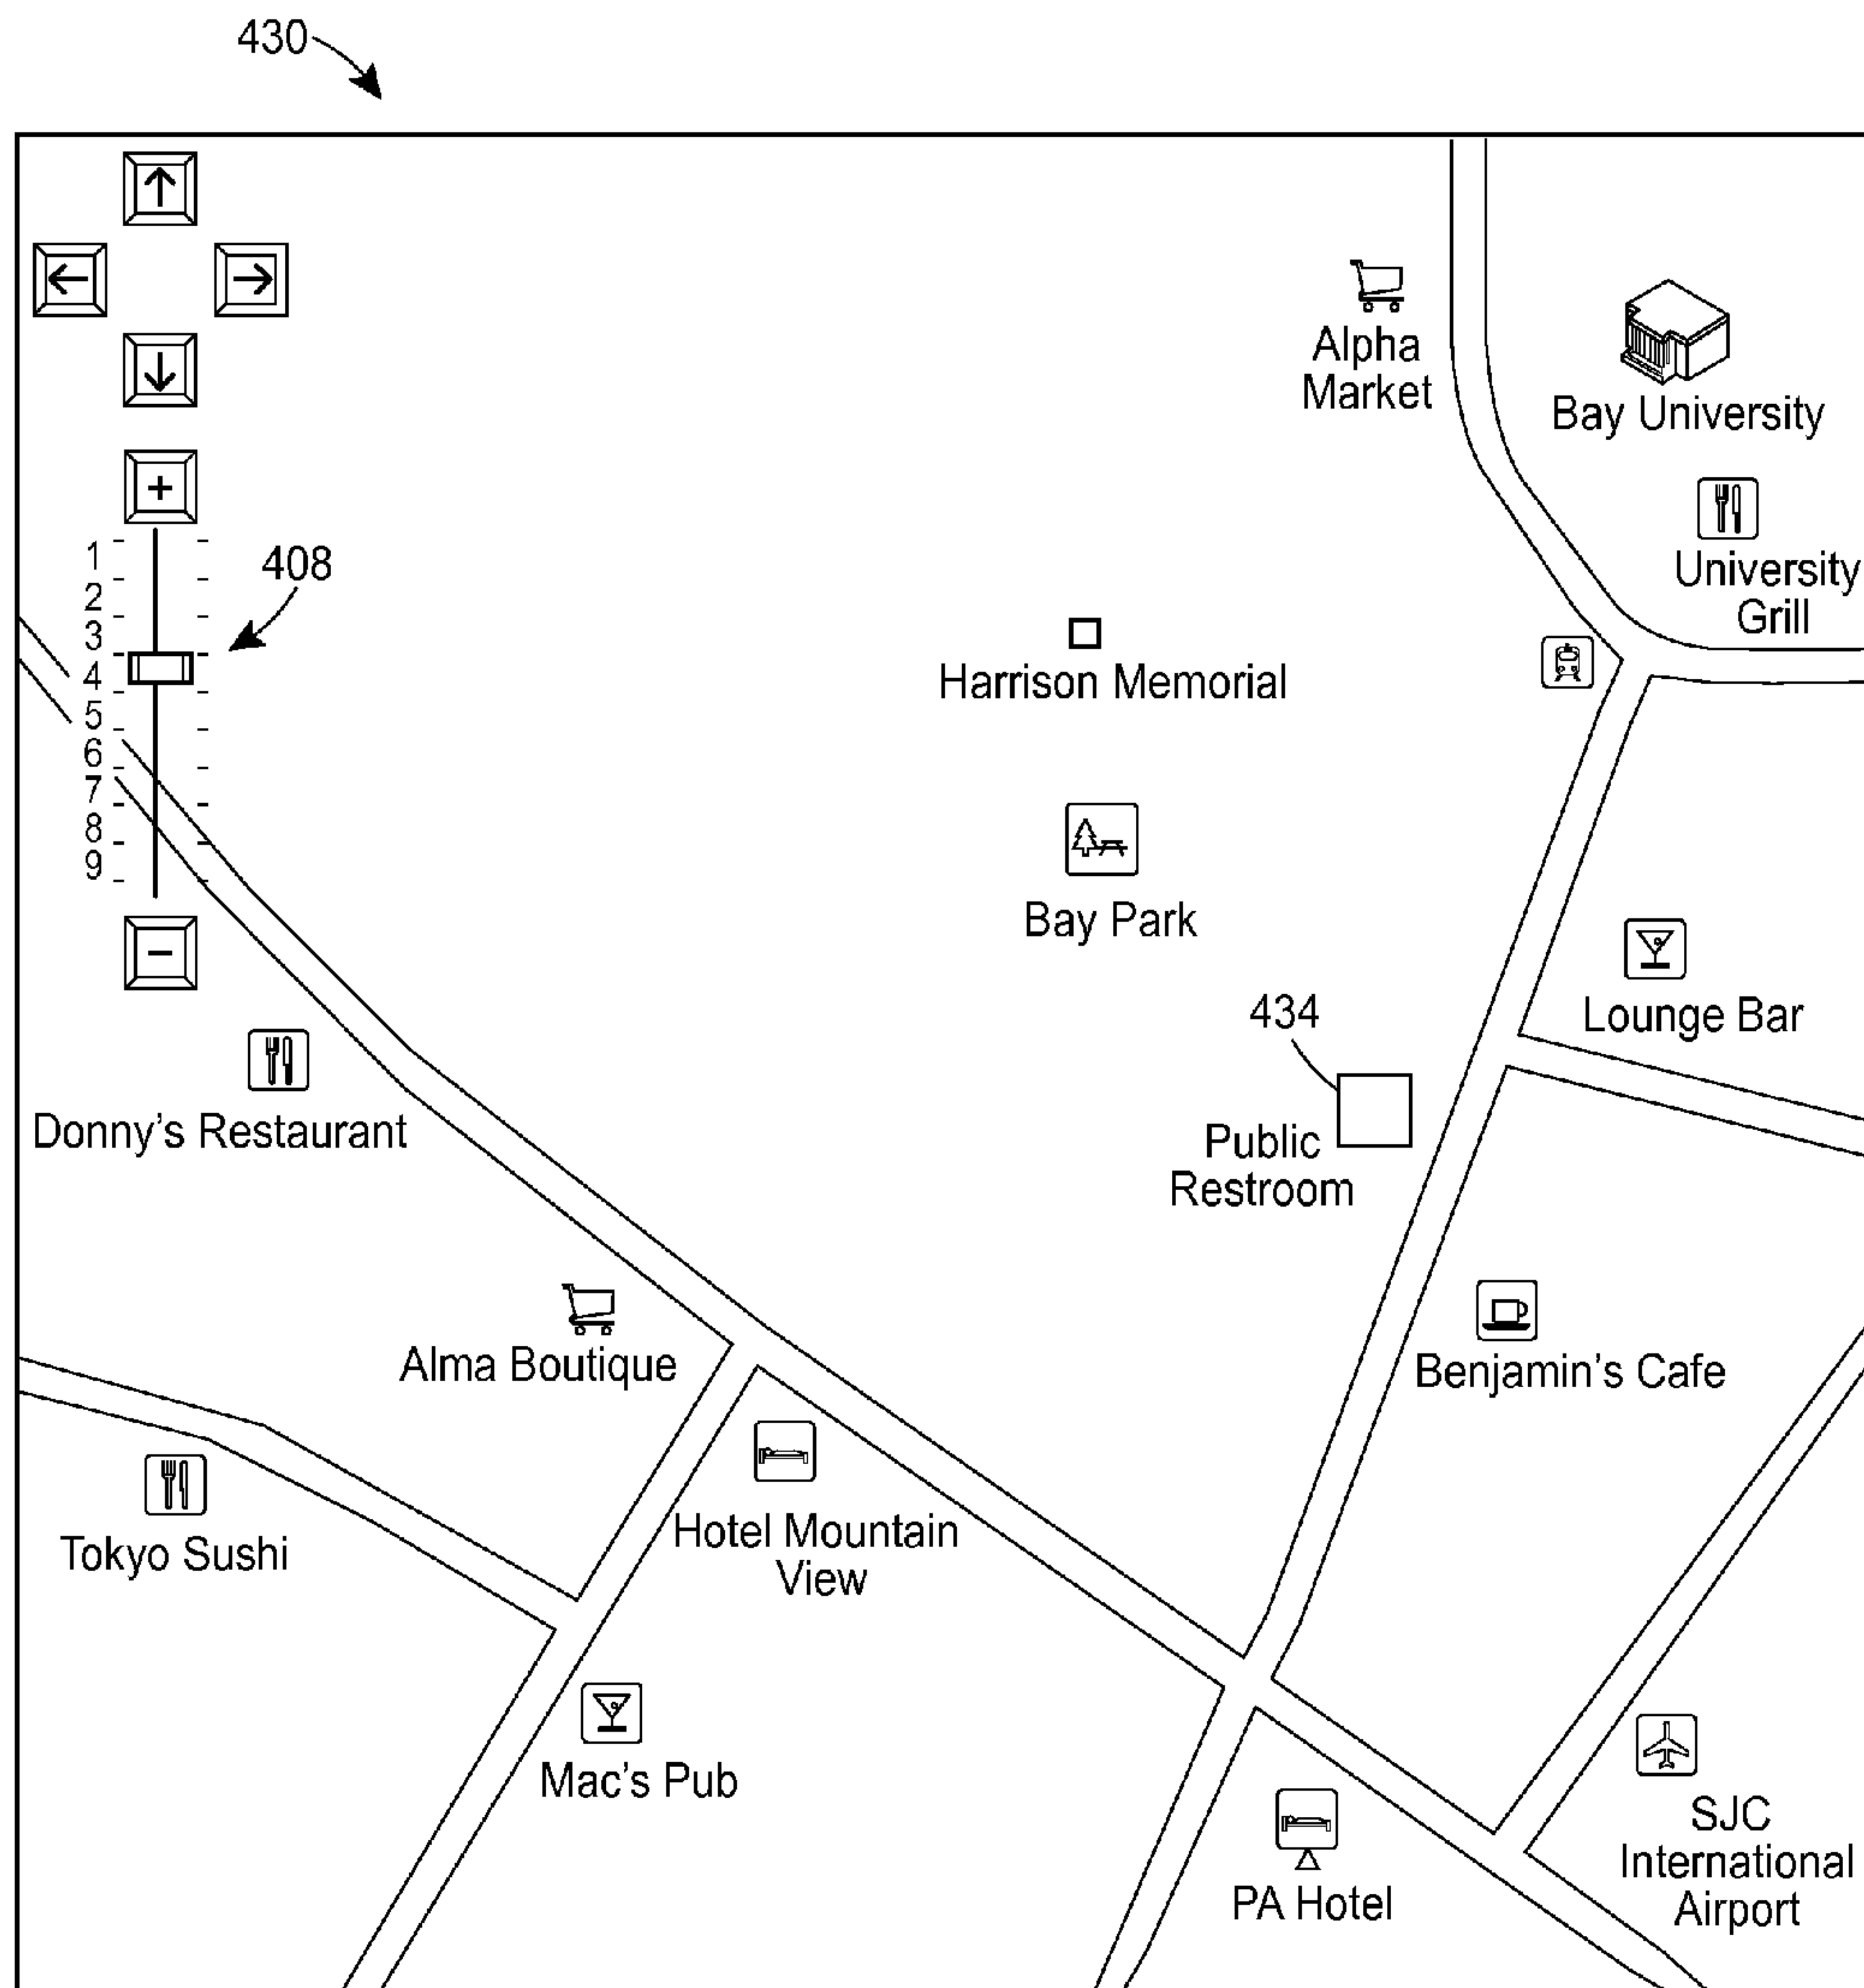 430
+
1
2
3
4
5
6
7
8
9
−
408
Alpha
Market
Bay University
University
Grill
Harrison Memorial
Bay Park
Lounge Bar
434
Public
Restroom
Donny's Restaurant
Alma Boutique
Benjamin's Cafe
Tokyo Sushi
Hotel Mountain
View
Mac's Pub
PA Hotel
SJC
International
Airport